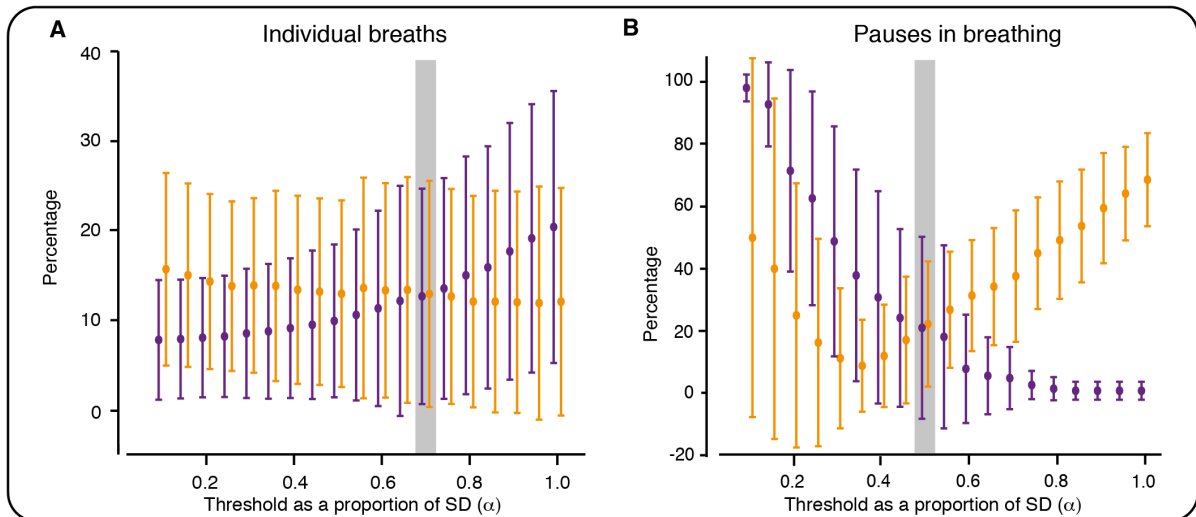 A
Individual breaths
40
30
20
10
0
Percentage
0.2
0.4
0.6
0.8
1.0
Threshold as a proportion of SD (α)
B
Pauses in breathing
100
80
60
40
20
0
-20
Percentage
0.2
0.4
0.6
0.8
1.0
Threshold as a proportion of SD (α)